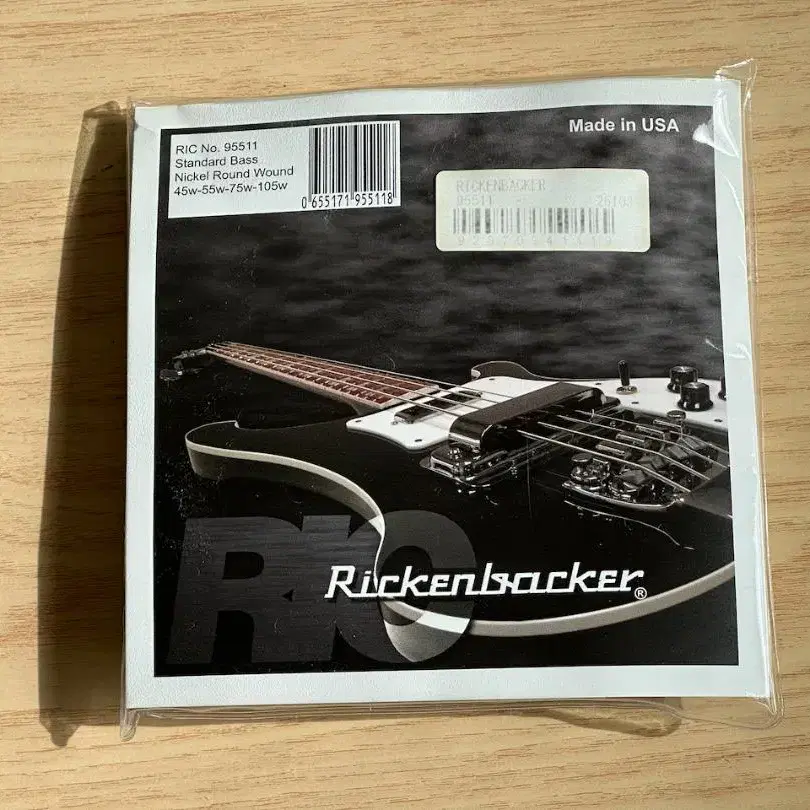 RIC No. 95511
Standard Bass
Nickel Round Wound
45w-55w-75w-105w
0 655171 955118
Made in USA
RICKENBACKER
95511
RIC
Rickenbacker®